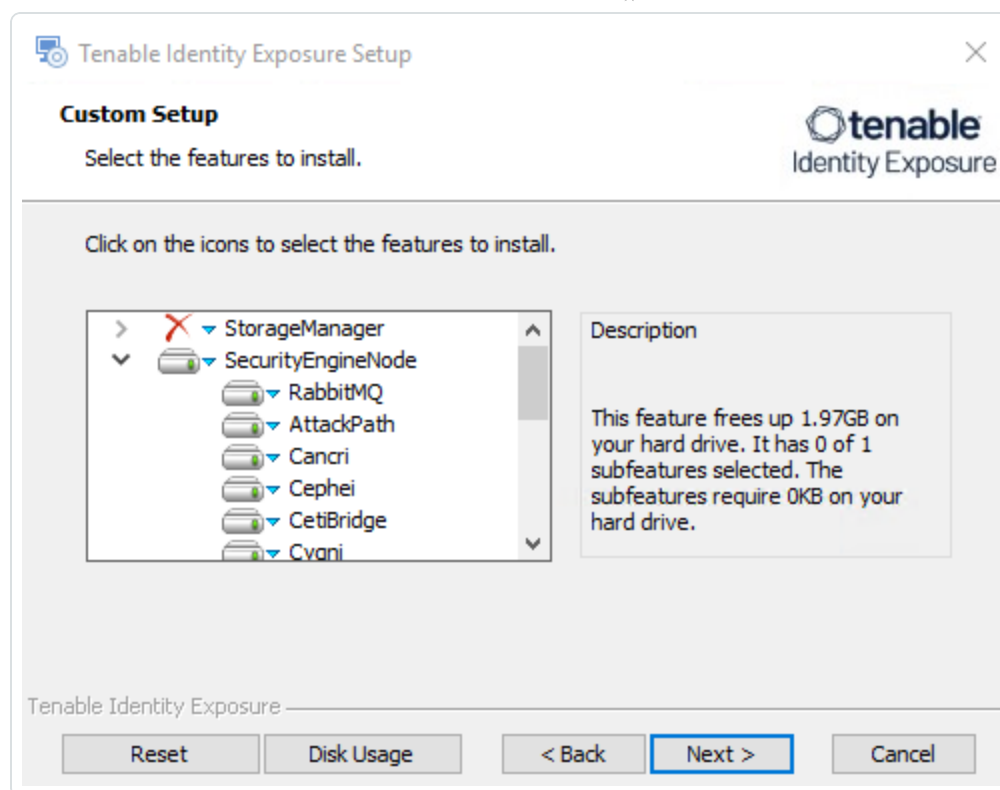 Tenable Identity Exposure Setup
Custom Setup
Select the features to install.
tenable
Identity Exposure
Click on the icons to select the features to install.
StorageManager
SecurityEngineNode
RabbitMQ
AttackPath
Cancri
Cephei
CetiBridge
Cygni
Description
This feature frees up 1.97GB on
your hard drive. It has 0 of 1
subfeatures selected. The
subfeatures require 0KB on your
hard drive.
Tenable Identity Exposure
Reset
Disk Usage
< Back
Next >
Cancel